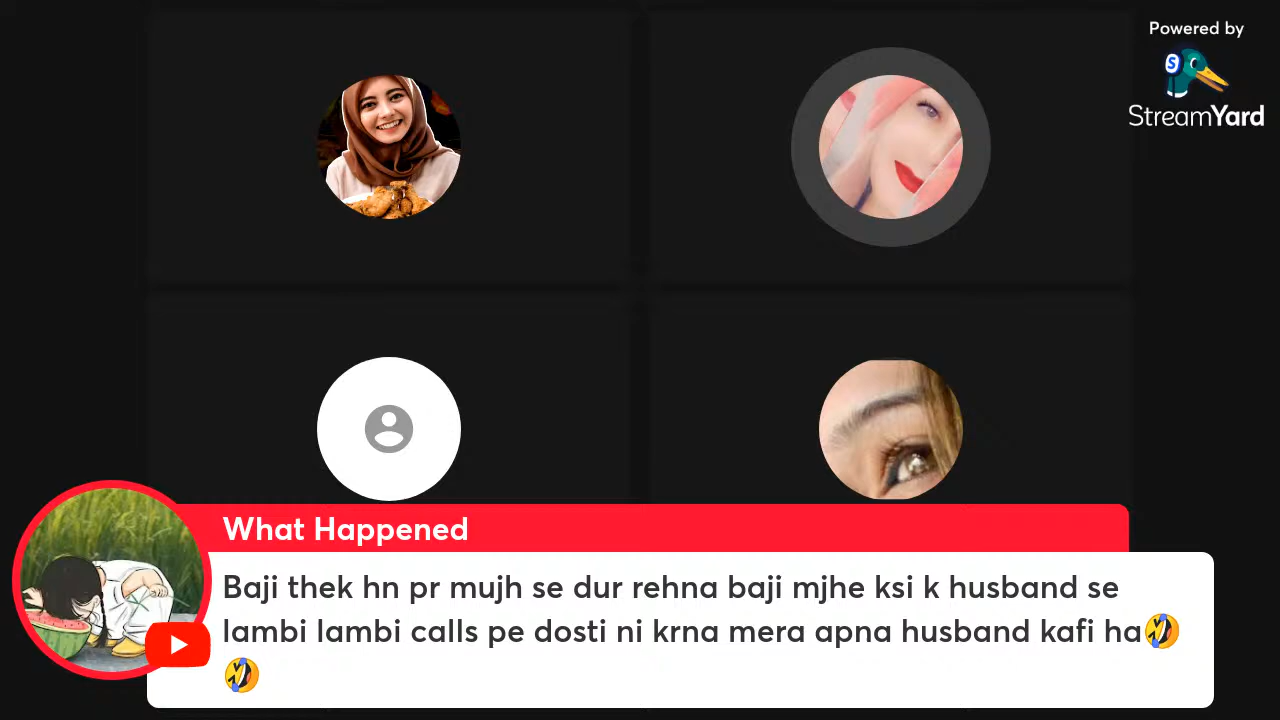 Powered by
StreamYard
What Happened
Baji thek hn pr mujh se dur rehna baji mjhe ksi k husband se
lambi lambi calls pe dosti ni krna mera apna husband kafi ha🤣
🤣